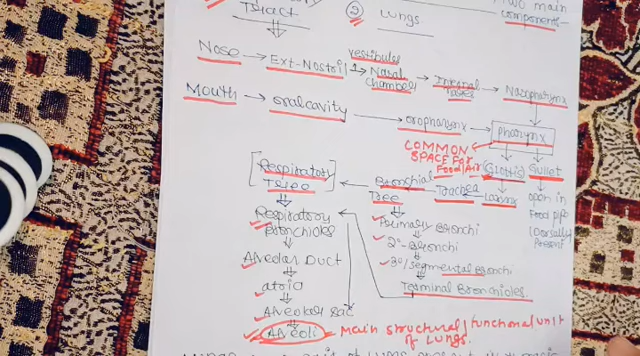 Tract ② Lungs
two main components-
vestibules
Nose → Ext-Nostril → Nasal Chambers → Internal nares → Nasopharynx
Mouth → oral cavity → oropharynx → pharynx
COMMON SPACE FOR Food/Air
(Glottis) Gullet
[Respiratory Tree] ← Bronchial Tree ← Trachea ← Larynx
open in Food pipe (Dorsally Present)
Respiratory Bronchioles
Alveolar Duct
atria
Alveolar sac
Alveoli - Main structural/functional unit of Lungs.
Primary Bronchi
2°-Bronchi
3°/segmental Bronchi
Terminal Bronchioles